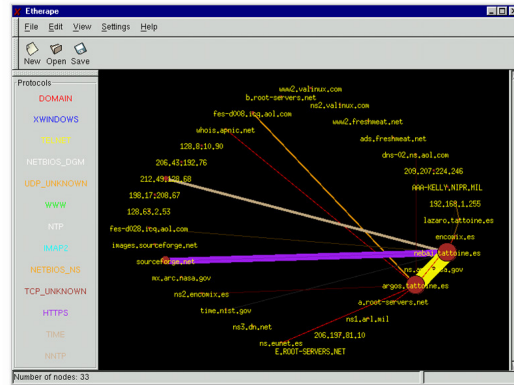 Etherape
File Edit View Settings Help
New Open Save
Protocols
DOMAIN
XWINDOWS
TELNET
NETBIOS_DGM
UDP_UNKNOWN
WWW
NTP
IMAP2
NETBIOS_NS
TCP_UNKNOWN
HTTPS
TIME
NNTP
www2.valinux.com
b.root-servers.net
ns2.valinux.com
fes-d008.icq.aol.com
www2.freshmeat.net
whois.apnic.net
ads.freshmeat.net
128.8.10.90
dns-02.ns.aol.com
206.43.192.76
209.207.224.246
212.49.128.68
AAA-KELLY.NIPR.MIL
198.17.208.67
192.168.1.255
128.63.2.53
lazaro.tattoine.es
fes-d028.icq.aol.com
encomix.es
images.sourceforge.net
nebaj.tattoine.es
sourceforge.net
mx.arc.nasa.gov
argos.tattoine.es
ns2.encomix.es
a.root-servers.net
time.nist.gov
ns1.arl.mil
ns3.dn.net
206.197.81.10
ns.eunet.es
E.ROOT-SERVERS.NET
Number of nodes: 33